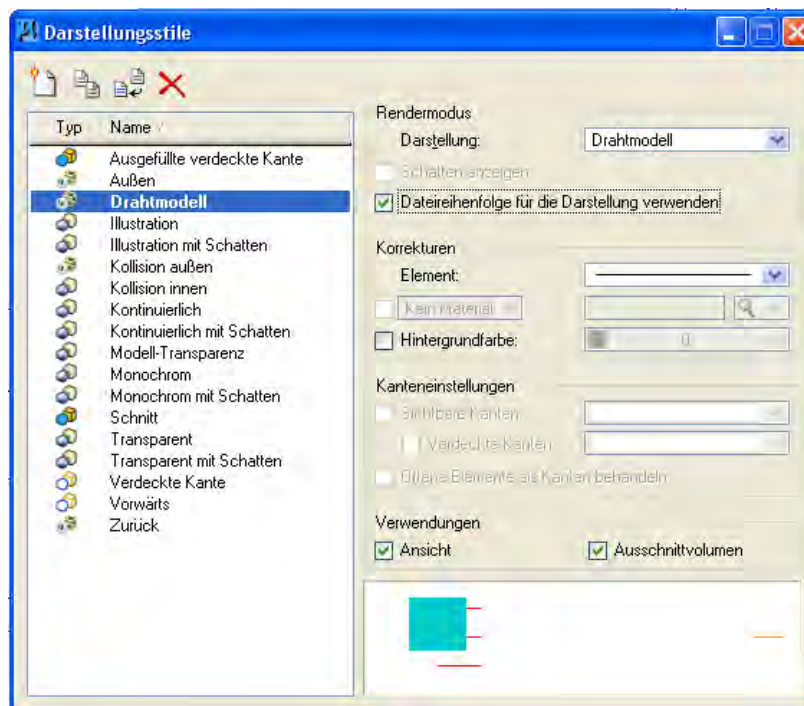 Darstellungsstile
Typ Name
Ausgefüllte verdeckte Kante
Außen
Drahtmodell
Illustration
Illustration mit Schatten
Kollision außen
Kollision innen
Kontinuierlich
Kontinuierlich mit Schatten
Modell-Transparenz
Monochrom
Monochrom mit Schatten
Schnitt
Transparent
Transparent mit Schatten
Verdeckte Kante
Vorwärts
Zurück
Rendermodus
Darstellung: Drahtmodell
Schatten anzeigen
Dateireihenfolge für die Darstellung verwenden
Korrekturen
Element:
Kein Material
Hintergrundfarbe: 0
Kanteneinstellungen
Sichtbare Kanten
Verdeckte Kanten
Offene Elemente als Kanten behandeln
Verwendungen
Ansicht Ausschnittvolumen